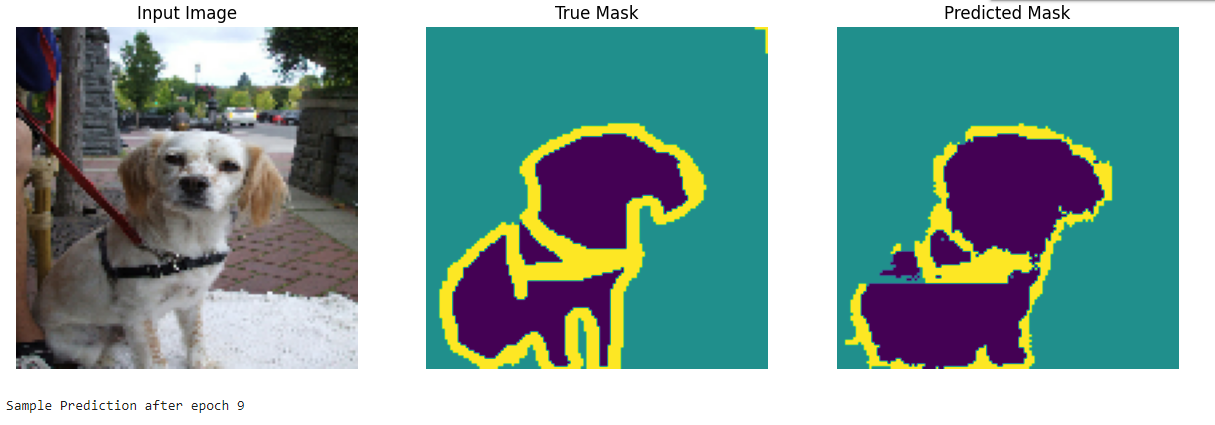 Input Image
True Mask
Predicted Mask
Sample Prediction after epoch 9